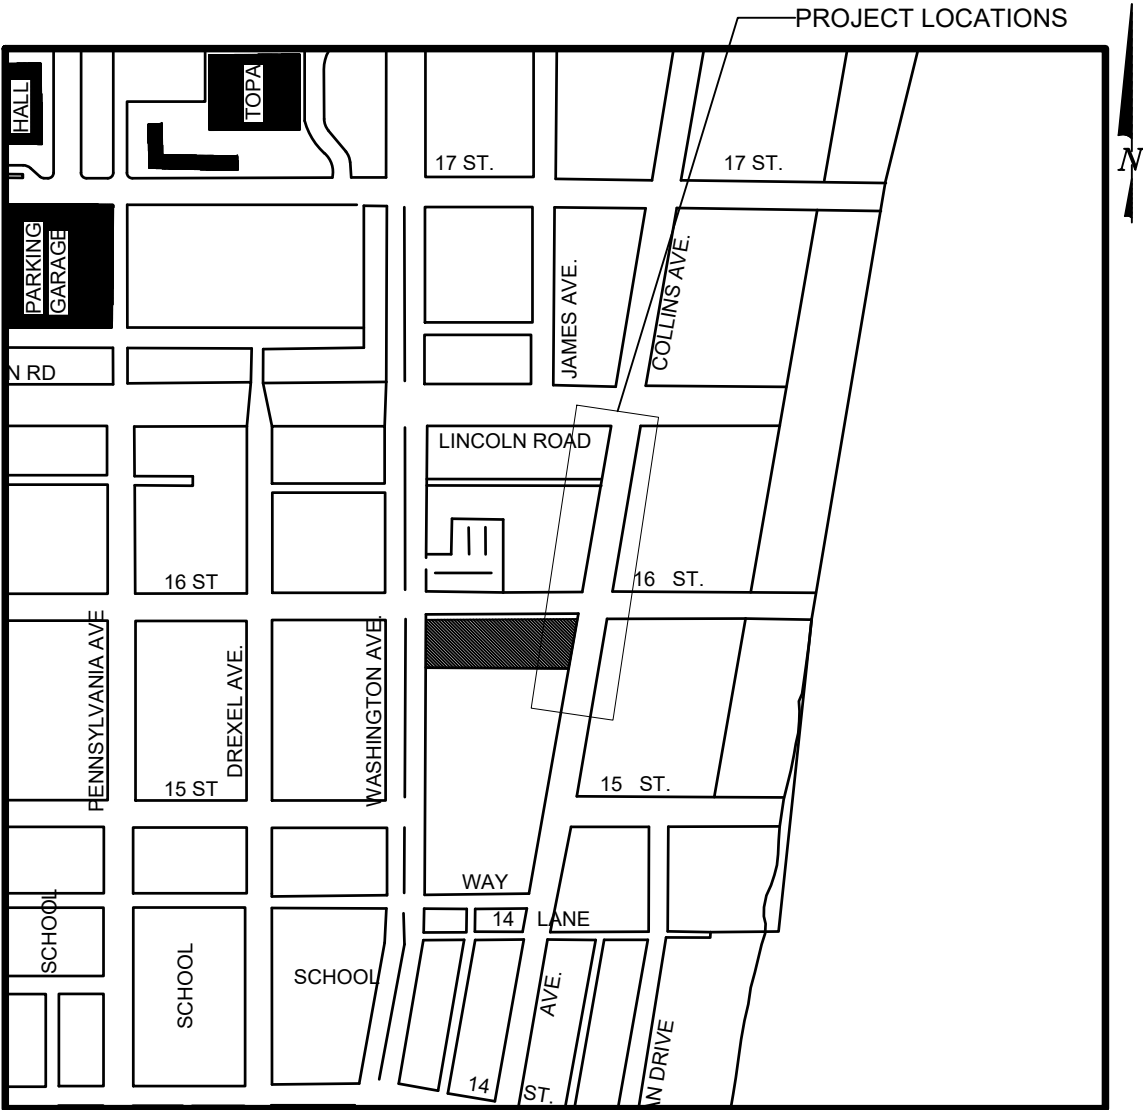 PROJECT LOCATIONS
HALL
TOPA
N
17 ST.
17 ST.
PARKING
GARAGE
JAMES AVE.
COLLINS AVE.
N RD
LINCOLN ROAD
16 ST
16 ST.
PENNSYLVANIA AVE
DREXEL AVE.
WASHINGTON AVE.
15 ST
15 ST.
WAY
14 LANE
SCHOOL
SCHOOL
SCHOOL
AVE.
AN DRIVE
14 ST.